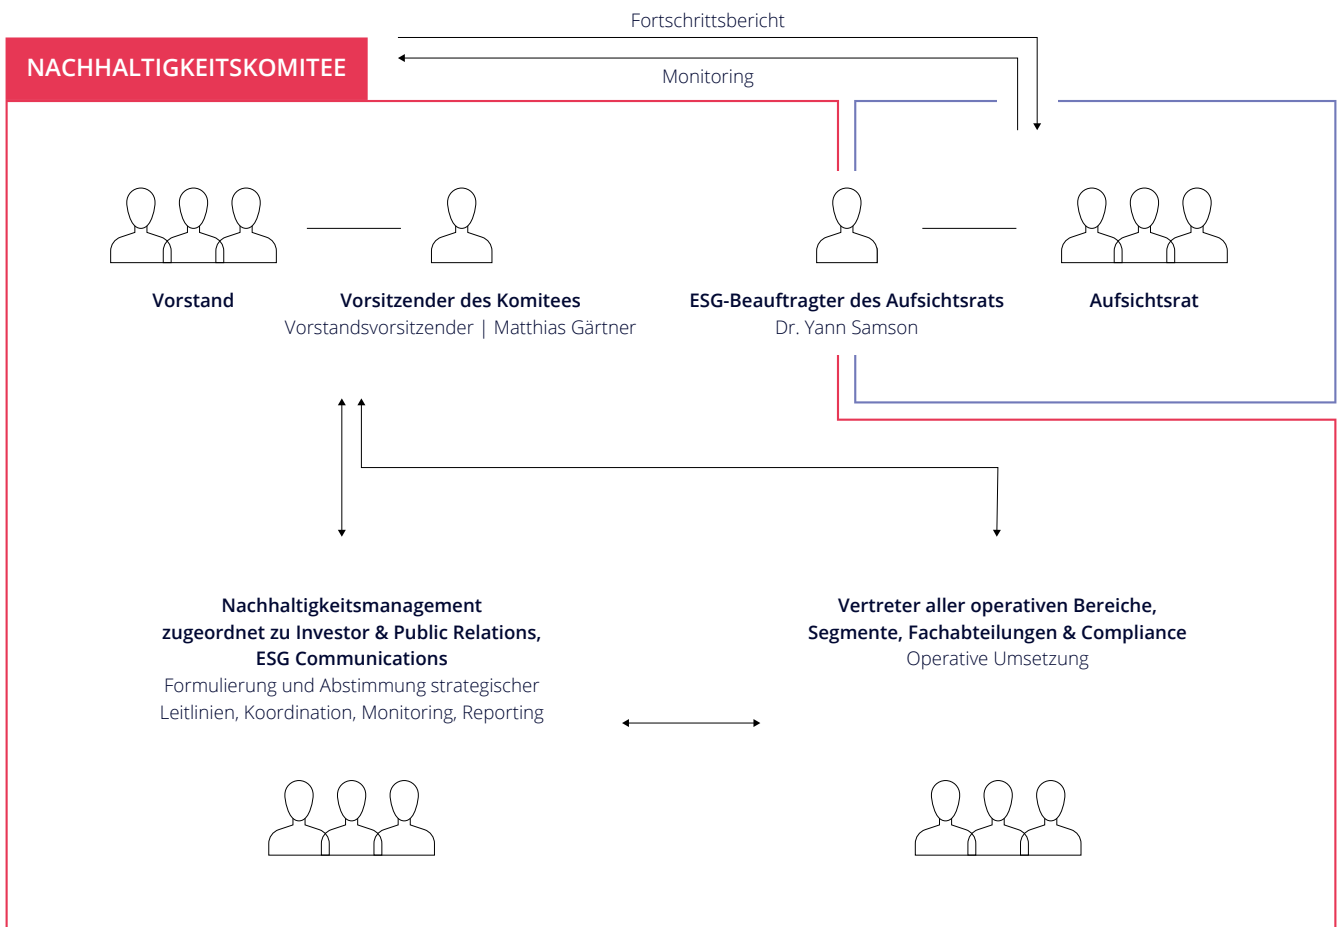 Fortschrittsbericht
NACHHALTIGKEITSKOMITEE
Monitoring
Vorstand
Vorsitzender des Komitees
Vorstandsvorsitzender | Matthias Gärtner
ESG-Beauftragter des Aufsichtsrats
Dr. Yann Samson
Aufsichtsrat
Nachhaltigkeitsmanagement
zugeordnet zu Investor & Public Relations,
ESG Communications
Formulierung und Abstimmung strategischer
Leitlinien, Koordination, Monitoring, Reporting
Vertreter aller operativen Bereiche,
Segmente, Fachabteilungen & Compliance
Operative Umsetzung